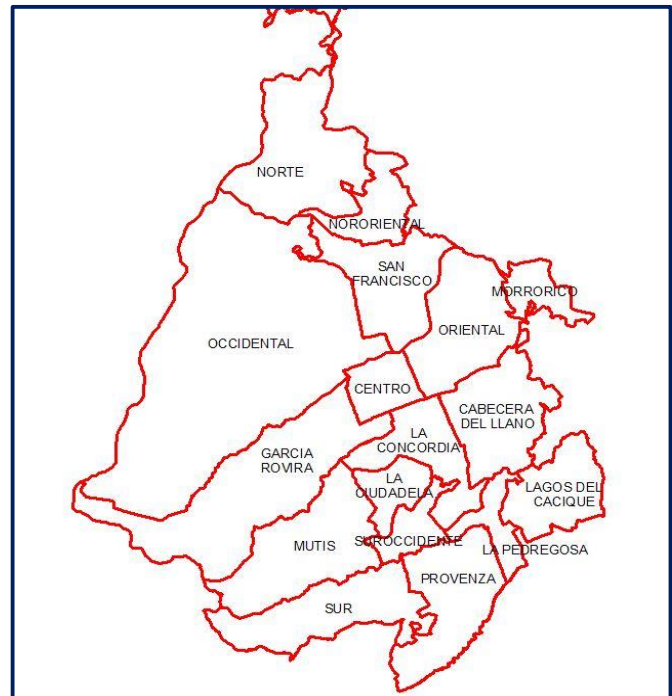 NORTE
NORORIENTAL
SAN
FRANCISCO
MORRORICO
ORIENTAL
OCCIDENTAL
CENTRO
CABECERA
DEL LLANO
LA
CONCORDIA
GARCIA
ROVIRA
LA
CIUDADELA
LAGOS DEL
CACIQUE
MUTIS
SUROCCIDENTE
LA PEDREGOSA
PROVENZA
SUR